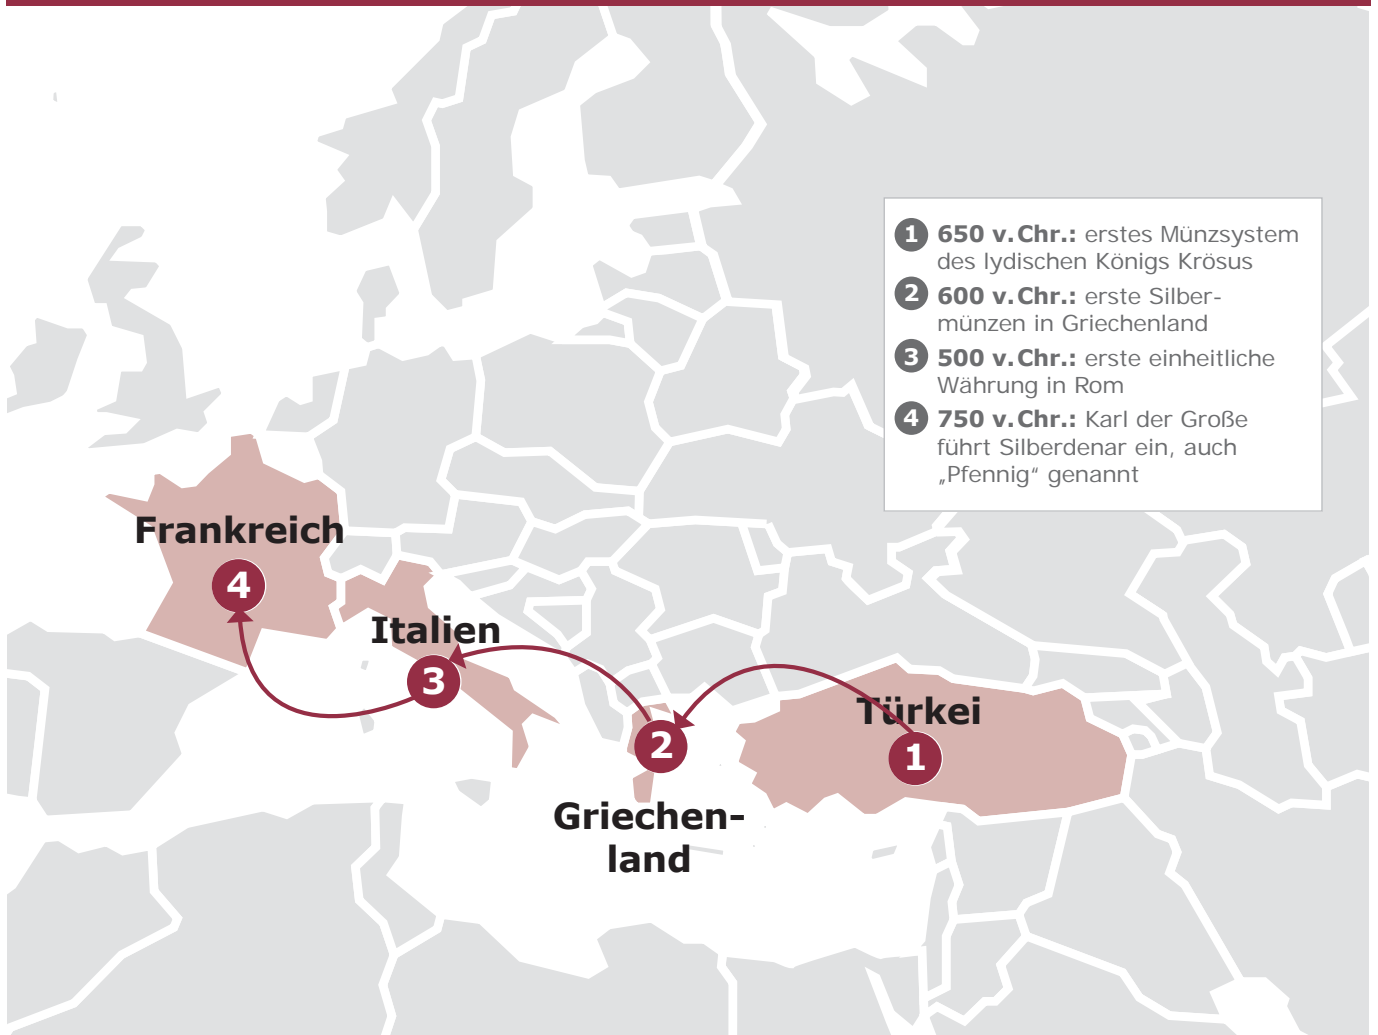 1 650 v. Chr.: erstes Münzsystem
des lydischen Königs Krösus
2 600 v. Chr.: erste Silber-
münzen in Griechenland
3 500 v. Chr.: erste einheitliche
Währung in Rom
4 750 v. Chr.: Karl der Große
führt Silberdenar ein, auch
„Pfennig“ genannt
Frankreich
4
Italien
3
Türkei
1
2
Griechen-
land